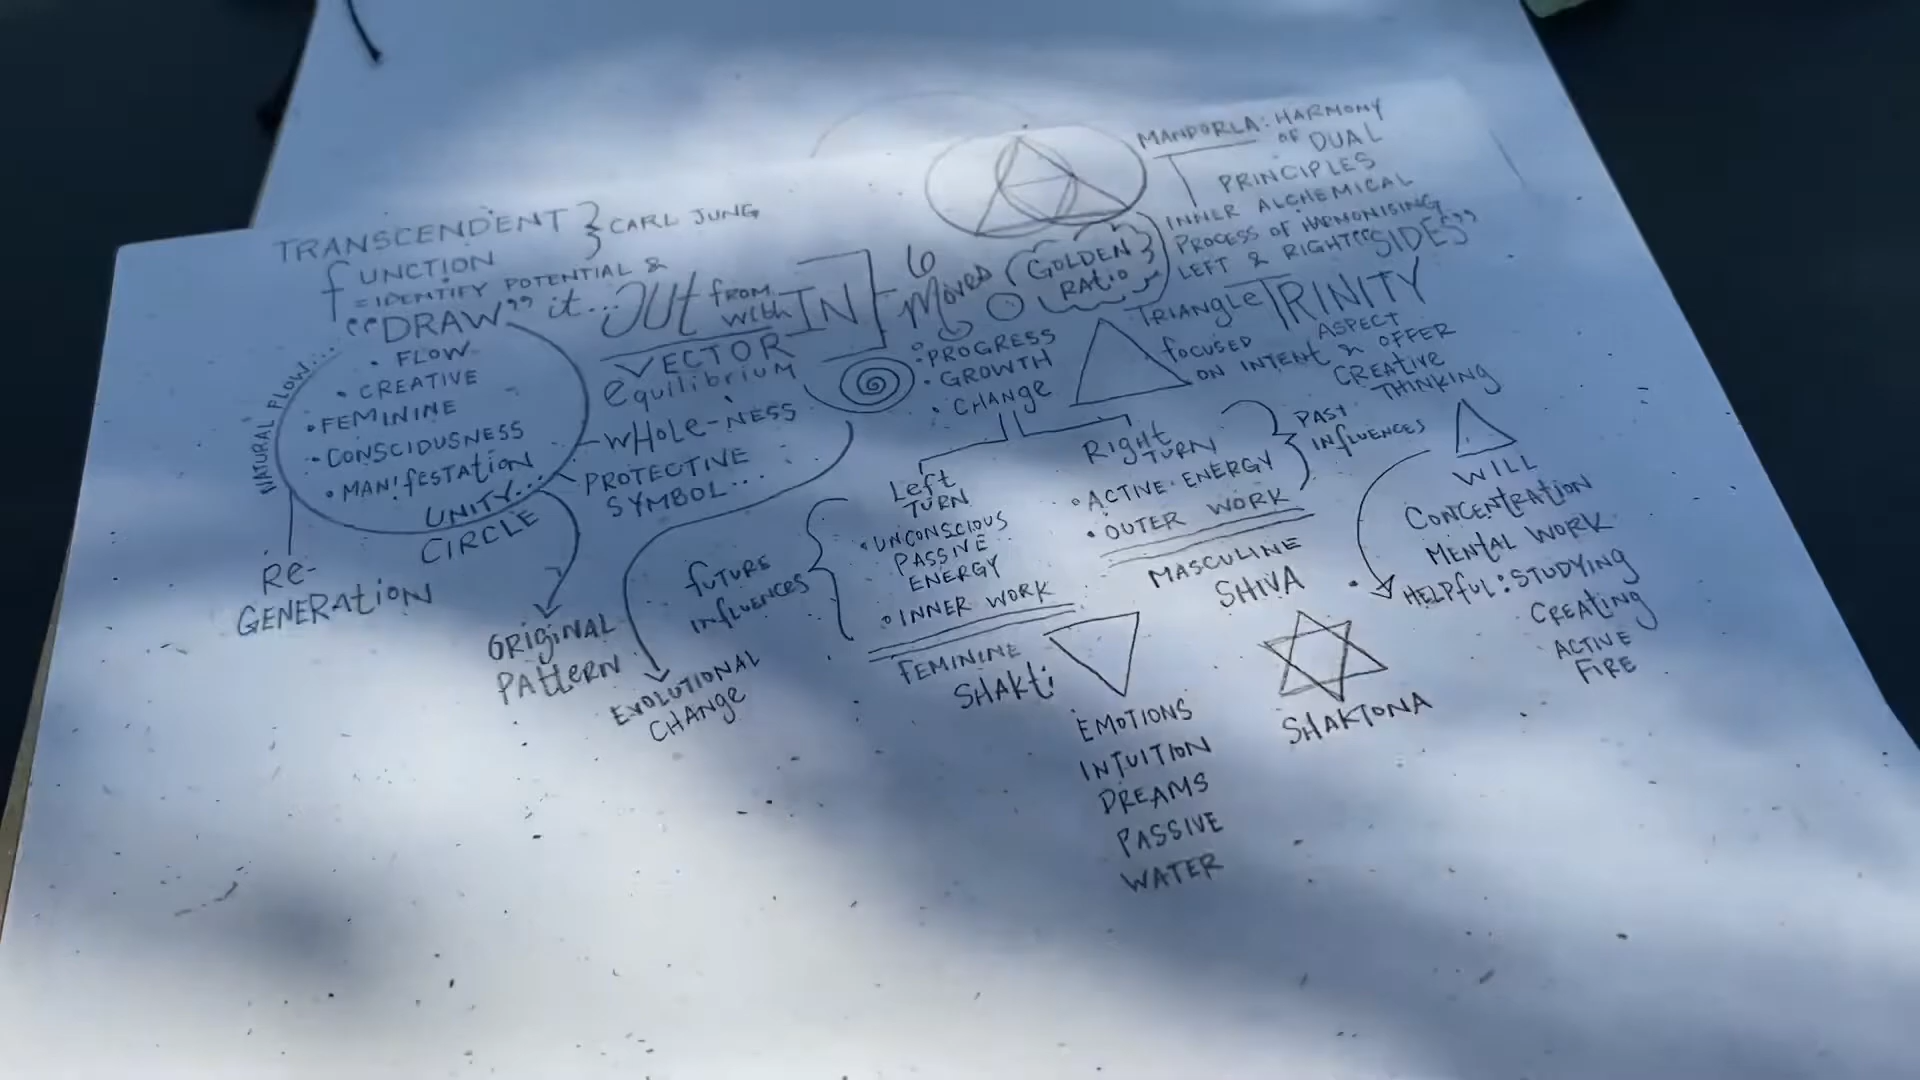 TRANSCENDENT } CARL JUNG
FUNCTION
= IDENTIFY POTENTIAL &
"DRAW" it... OUT from withIN
6 Moves
GOLDEN
RATIO
MANDORLA: HARMONY
OF DUAL
PRINCIPLES
INNER ALCHEMICAL
PROCESS OF HARMONISING
LEFT & RIGHT "SIDES"
NATURAL FLOW...
• FLOW
• CREATIVE
• FEMININE
• CONSCIOUSNESS
• MANIFESTATION
UNITY...
CIRCLE
RE-
GENERATION
ORIGINAL
PATTERN
VECTOR
equilibrium
WHOLE-NESS
PROTECTIVE
SYMBOL...
EVOLUTIONAL
CHANGE
• PROGRESS
• GROWTH
• CHANGE
TRIANGLE TRINITY
focused ASPECT
ON INTENT & OFFER
CREATIVE
THINKING
Left
TURN
• UNCONSCIOUS
PASSIVE
ENERGY
• INNER WORK
FUTURE
INFLUENCES
FEMININE
SHAKTi
Right
TURN
• ACTIVE ENERGY
• OUTER WORK
PAST
INFLUENCES
MASCULINE
SHIVA
EMOTIONS
INTUITION
DREAMS
PASSIVE
WATER
SHAKTONA
WILL
CONCENTRATION
MENTAL WORK
HELPFUL: STUDYING
CREATING
ACTIVE
FIRE